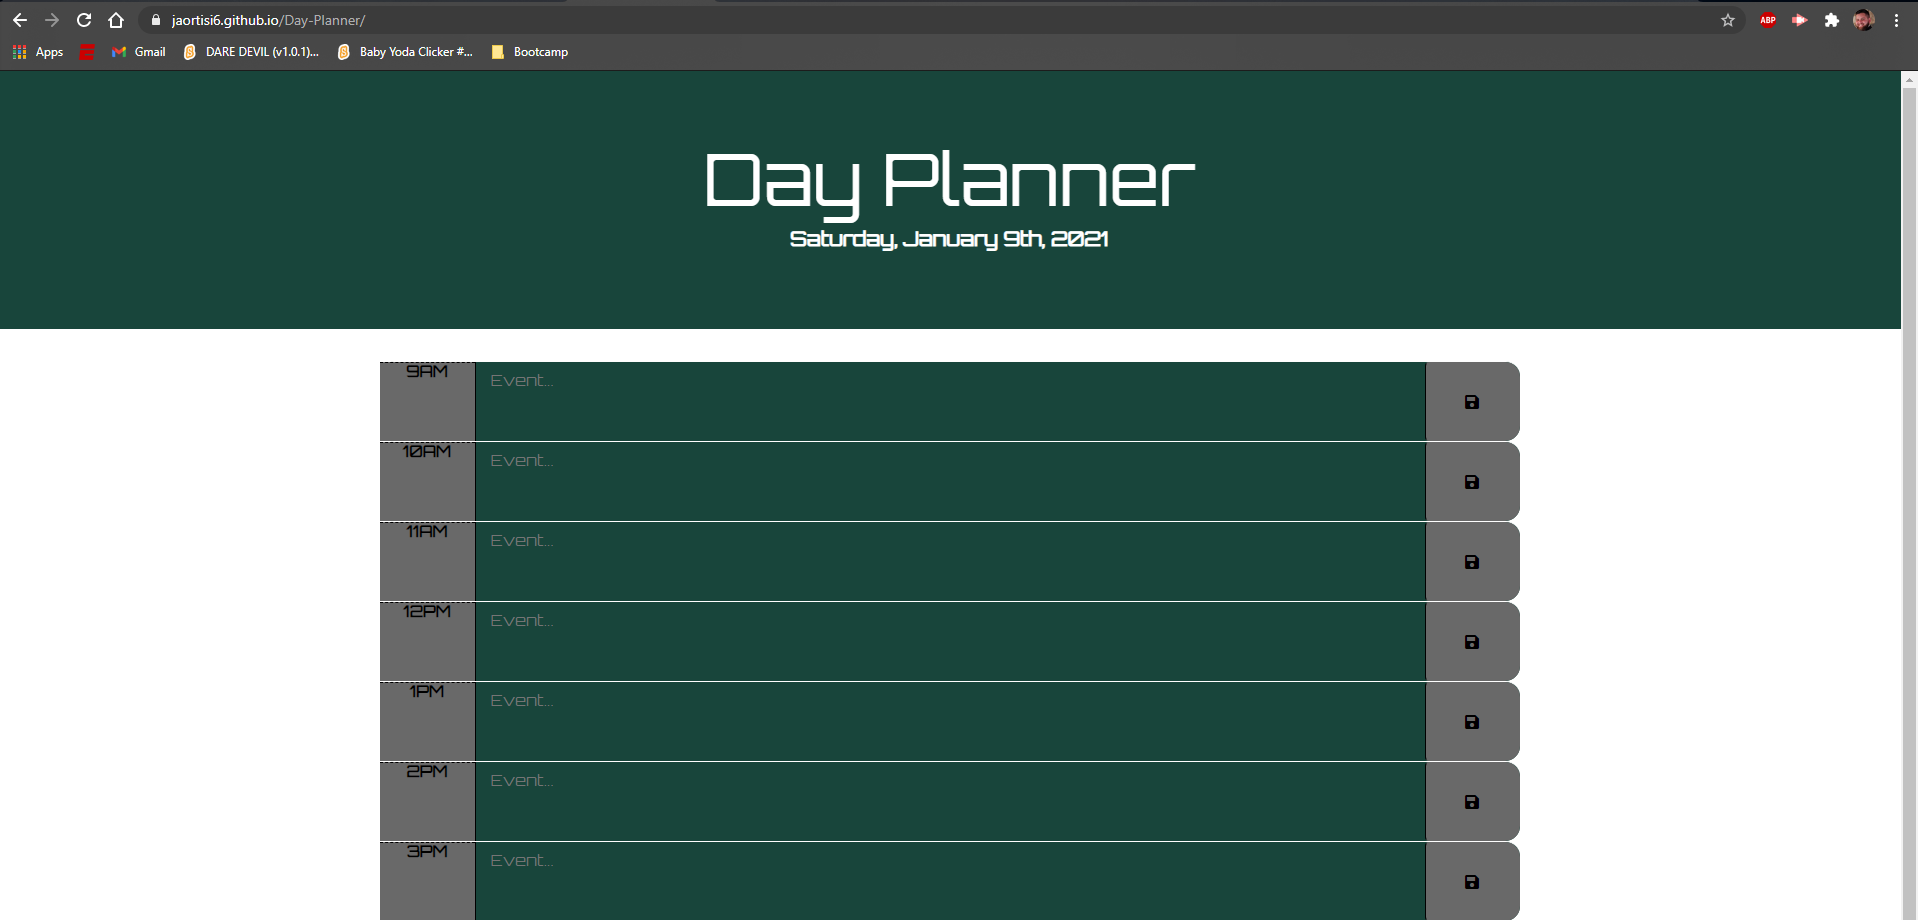 jaortisi6.github.io/Day-Planner/
ABP
Apps
Gmail
DARE DEVIL (v1.0.1)...
Baby Yoda Clicker #...
Bootcamp
Day Planner
Saturday, January 9th, 2021
9AM
Event...
10AM
Event...
11AM
Event...
12PM
Event...
1PM
Event...
2PM
Event...
3PM
Event...